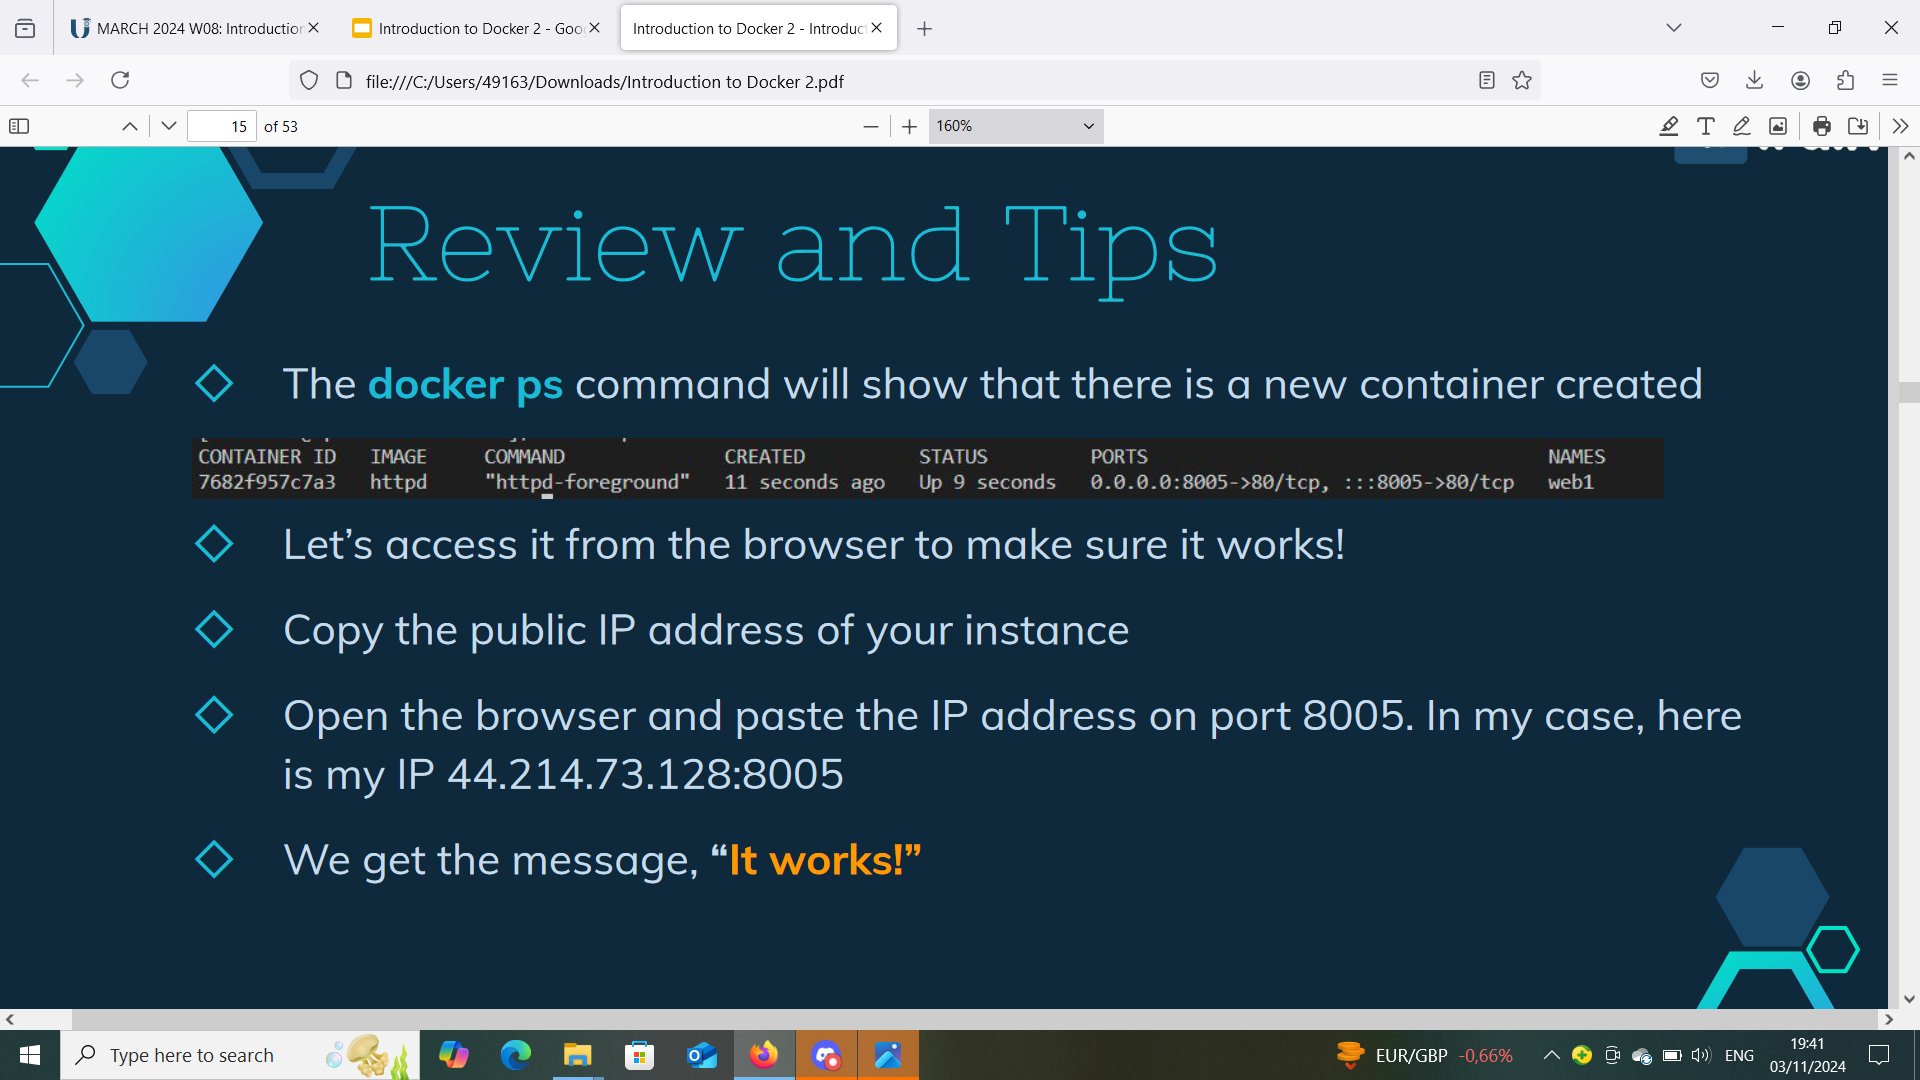 MARCH 2024 W08: Introduction
Introduction to Docker 2 - Goo
Introduction to Docker 2 - Introduc
file:///C:/Users/49163/Downloads/Introduction to Docker 2.pdf
15 of 53
160%
Review and Tips
The docker ps command will show that there is a new container created
CONTAINER ID IMAGE COMMAND CREATED STATUS PORTS NAMES
7682f957c7a3 httpd "httpd-foreground" 11 seconds ago Up 9 seconds 0.0.0.0:8005->80/tcp, :::8005->80/tcp web1
Let’s access it from the browser to make sure it works!
Copy the public IP address of your instance
Open the browser and paste the IP address on port 8005. In my case, here
is my IP 44.214.73.128:8005
We get the message, “It works!”
Type here to search
EUR/GBP -0,66%
ENG
19:41
03/11/2024